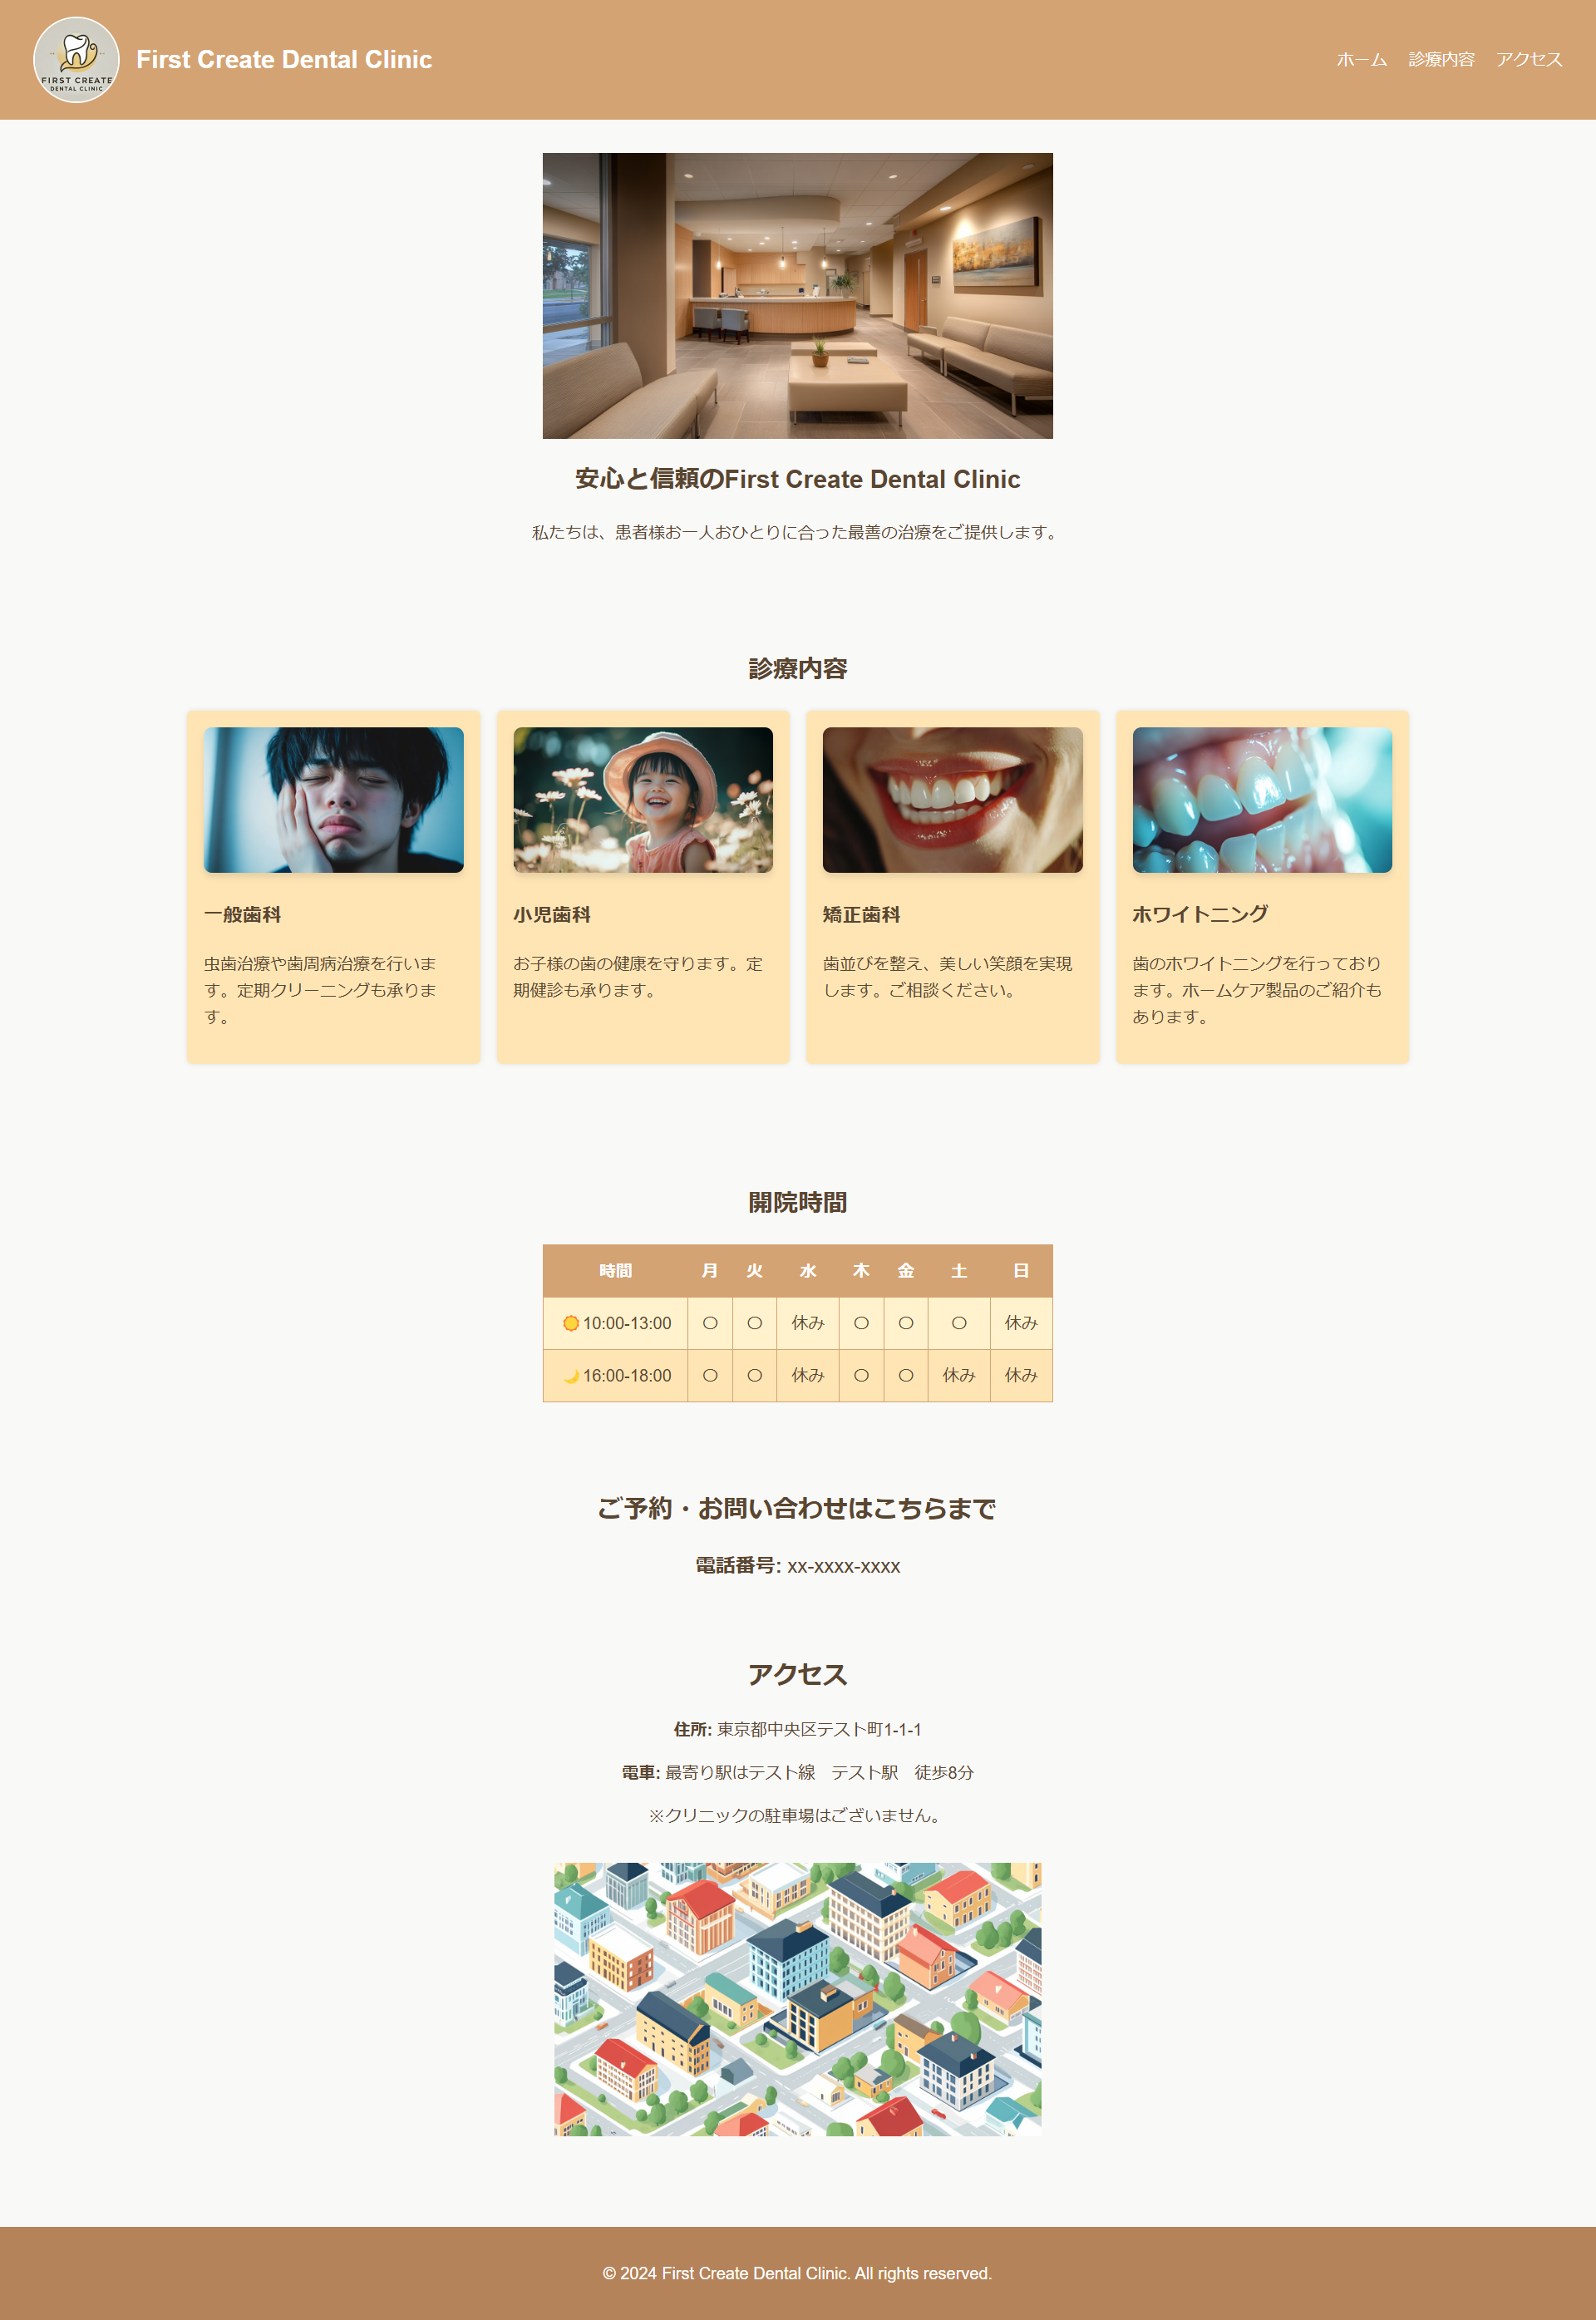 FIRST CREATE
DENTAL CLINIC
First Create Dental Clinic
ホーム 診療内容 アクセス
安心と信頼のFirst Create Dental Clinic
私たちは、患者様お一人おひとりに合った最善の治療をご提供します。
診療内容
一般歯科
虫歯治療や歯周病治療を行いま
す。定期クリーニングも承りま
す。
小児歯科
お子様の歯の健康を守ります。定
期健診も承ります。
矯正歯科
歯並びを整え、美しい笑顔を実現
します。ご相談ください。
ホワイトニング
歯のホワイトニングを行っており
ます。ホームケア製品のご紹介も
あります。
開院時間
時間 月 火 水 木 金 土 日
10:00-13:00 〇 〇 休み 〇 〇 〇 休み
16:00-18:00 〇 〇 休み 〇 〇 休み 休み
ご予約・お問い合わせはこちらまで
電話番号: xx-xxxx-xxxx
アクセス
住所: 東京都中央区テスト町1-1-1
電車: 最寄り駅はテスト線　テスト駅　徒歩8分
※クリニックの駐車場はございません。
© 2024 First Create Dental Clinic. All rights reserved.